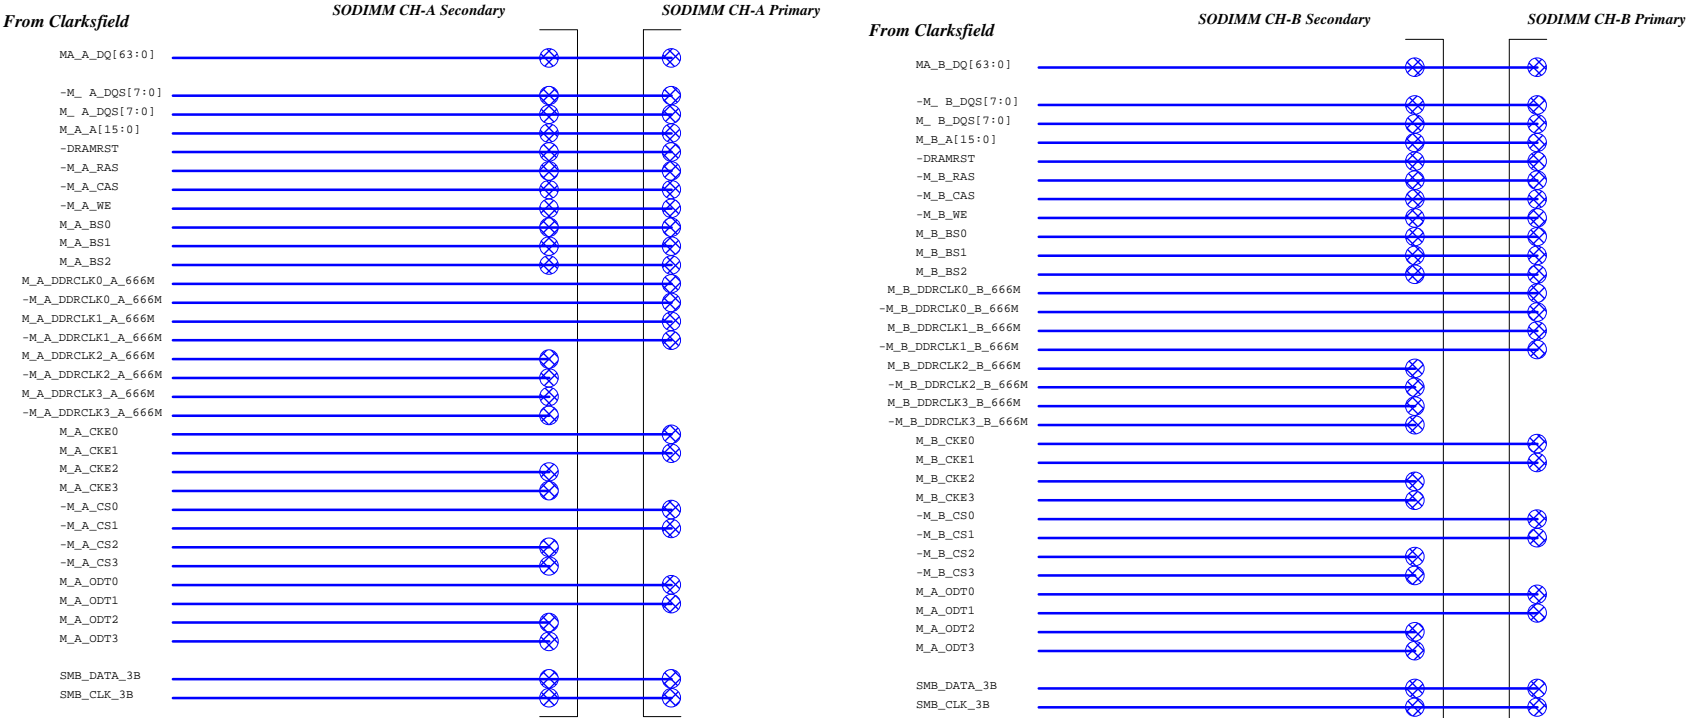 From Clarksfield
SODIMM CH-A Secondary
SODIMM CH-A Primary
MA_A_DQ[63:0]
-M_ A_DQS[7:0]
M_ A_DQS[7:0]
M_A_A[15:0]
-DRAMRST
-M_A_RAS
-M_A_CAS
-M_A_WE
M_A_BS0
M_A_BS1
M_A_BS2
M_A_DDRCLK0_A_666M
-M_A_DDRCLK0_A_666M
M_A_DDRCLK1_A_666M
-M_A_DDRCLK1_A_666M
M_A_DDRCLK2_A_666M
-M_A_DDRCLK2_A_666M
M_A_DDRCLK3_A_666M
-M_A_DDRCLK3_A_666M
M_A_CKE0
M_A_CKE1
M_A_CKE2
M_A_CKE3
-M_A_CS0
-M_A_CS1
-M_A_CS2
-M_A_CS3
M_A_ODT0
M_A_ODT1
M_A_ODT2
M_A_ODT3
SMB_DATA_3B
SMB_CLK_3B
From Clarksfield
SODIMM CH-B Secondary
SODIMM CH-B Primary
MA_B_DQ[63:0]
-M_ B_DQS[7:0]
M_ B_DQS[7:0]
M_B_A[15:0]
-DRAMRST
-M_B_RAS
-M_B_CAS
-M_B_WE
M_B_BS0
M_B_BS1
M_B_BS2
M_B_DDRCLK0_B_666M
-M_B_DDRCLK0_B_666M
M_B_DDRCLK1_B_666M
-M_B_DDRCLK1_B_666M
M_B_DDRCLK2_B_666M
-M_B_DDRCLK2_B_666M
M_B_DDRCLK3_B_666M
-M_B_DDRCLK3_B_666M
M_B_CKE0
M_B_CKE1
M_B_CKE2
M_B_CKE3
-M_B_CS0
-M_B_CS1
-M_B_CS2
-M_B_CS3
M_A_ODT0
M_A_ODT1
M_A_ODT2
M_A_ODT3
SMB_DATA_3B
SMB_CLK_3B